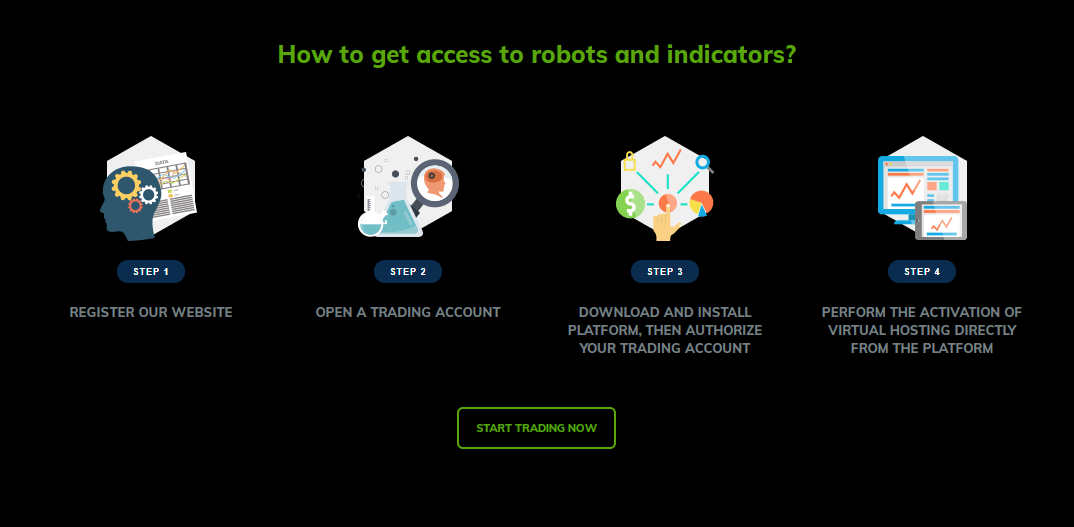 How to get access to robots and indicators?
DATA
STEP 1
STEP 2
STEP 3
STEP 4
REGISTER OUR WEBSITE
OPEN A TRADING ACCOUNT
DOWNLOAD AND INSTALL
PLATFORM, THEN AUTHORIZE
YOUR TRADING ACCOUNT
PERFORM THE ACTIVATION OF
VIRTUAL HOSTING DIRECTLY
FROM THE PLATFORM
START TRADING NOW